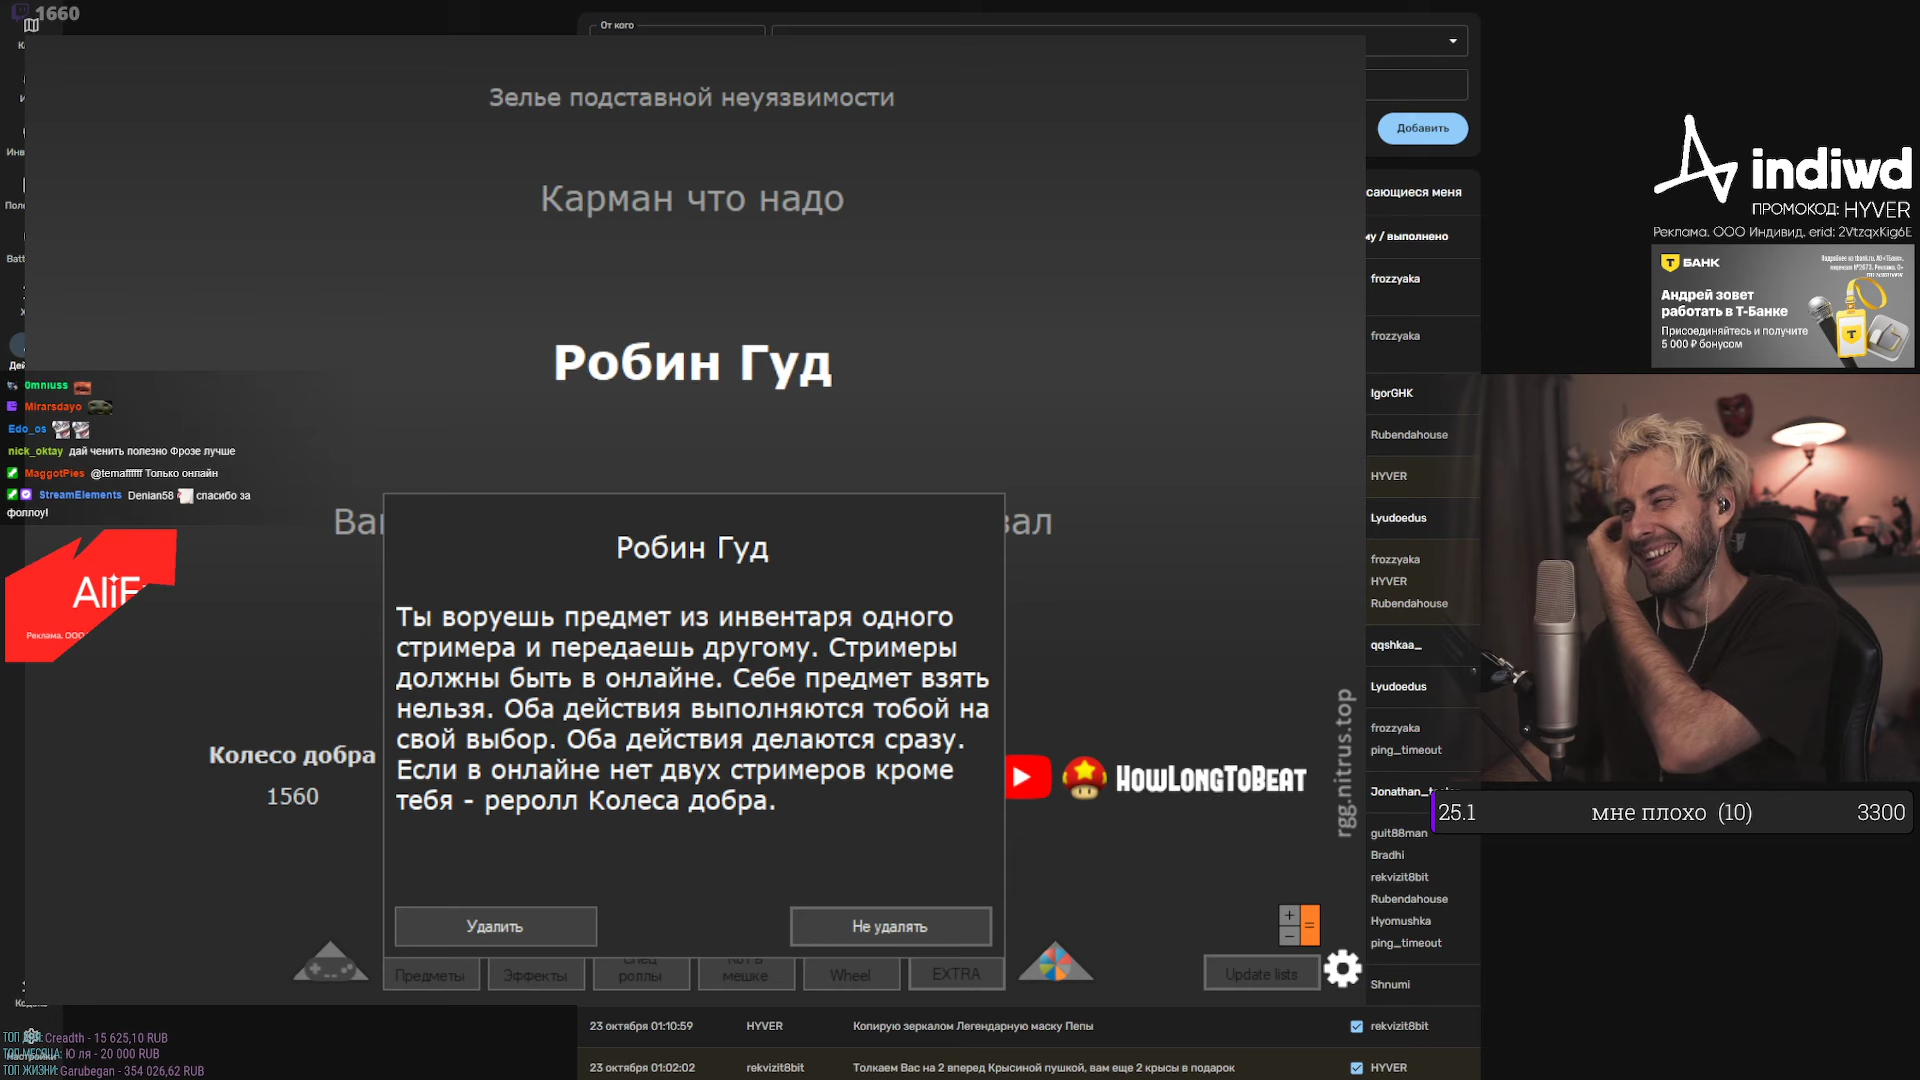 1660
От кого
Зелье подставной неуязвимости
Добавить
Карман что надо
сающиеся меня
indiwd
ПРОМОКОД: HYVER
Реклама. ООО Индивид. erid: 2VtzqxKig6E
му / выполнено
frozzyaka
frozzyaka
IgorGHK
Rubendahouse
HYVER
Lyudoedus
frozzyaka
HYVER
Rubendahouse
qqshkaa_
Lyudoedus
frozzyaka
ping_timeout
guit88man
Bradhi
rekvizit8bit
Rubendahouse
Hyomushka
ping_timeout
Shnumi
Т БАНК
Андрей зовет
работать в Т-Банке
Присоединяйтесь и получите
5 000 ₽ бонусом
Робин Гуд
0mniuss
Mirarsdayo
Edo_os
nick_oktay дай ченить полезно Фрозе лучше
MaggotPies @temaffffff Только онлайн
StreamElements Denian58 спасибо за
фоллоу!
Робин Гуд
Ты воруешь предмет из инвентаря одного
стримера и передаешь другому. Стримеры
должны быть в онлайне. Себе предмет взять
нельзя. Оба действия выполняются тобой на
свой выбор. Оба действия делаются сразу.
Если в онлайне нет двух стримеров кроме
тебя - реролл Колеса добра.
Удалить
Не удалять
Колесо добра
1560
HOWLONGTOBEAT
rgg.nitrus.top
25.1 мне плохо (10) 3300
Предметы
Эффекты
роллы
мешке
Wheel
EXTRA
Update lists
23 октября 01:10:59 HYVER Копирую зеркалом Легендарную маску Пепы rekvizit8bit
23 октября 01:02:02 rekvizit8bit Толкаем Вас на 2 вперед Крысиной пушкой, вам еще 2 крысы в подарок HYVER
Creadth - 15 625,10 RUB
ТОП МЕСЯЦА: Ю ля - 20 000 RUB
ТОП ЖИЗНИ: Garubegan - 354 026,62 RUB